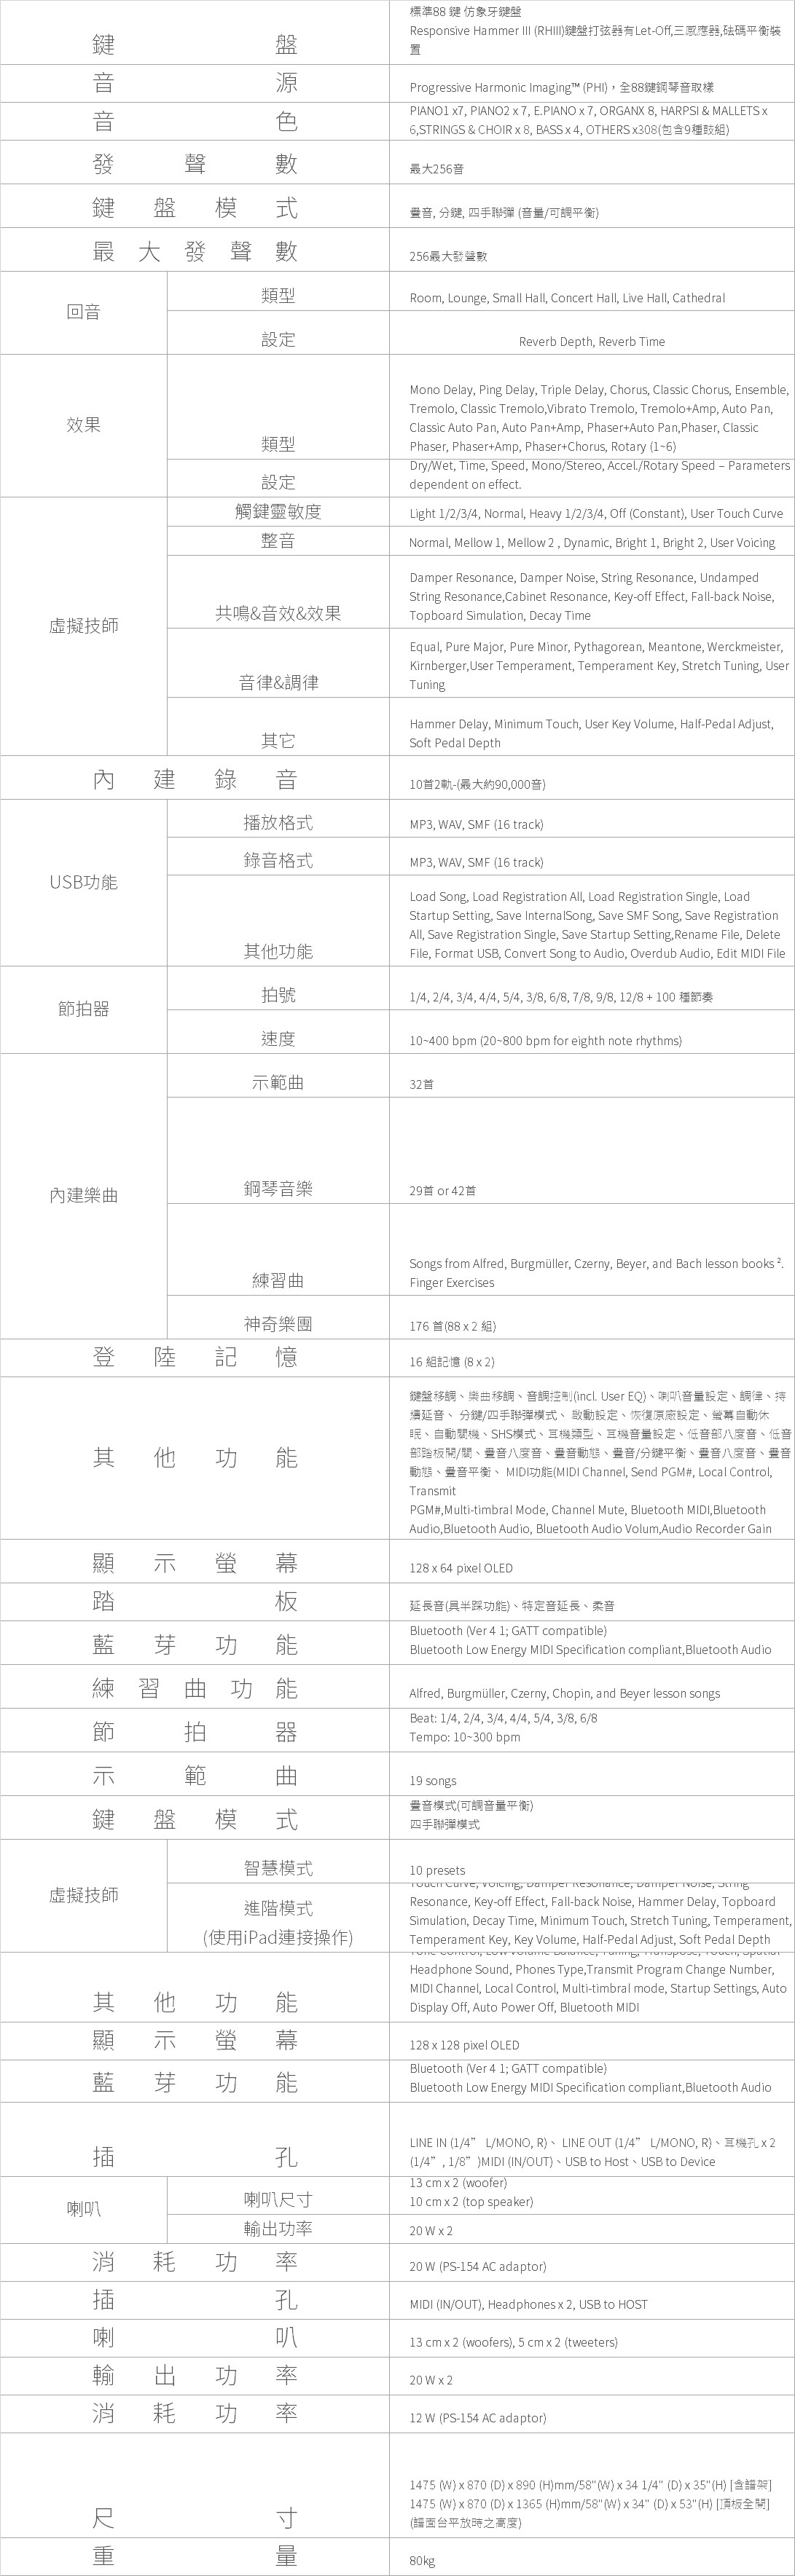 標準88 鍵 仿象牙鍵盤
Responsive Hammer III (RHIII)鍵盤打弦器有Let-Off,三感應器,砝碼平衡裝
鍵盤
置
音源
Progressive Harmonic Imaging™ (PHI)，全88鍵鋼琴音取樣
音色
PIANO1 x7, PIANO2 x 7, E.PIANO x 7, ORGANX 8, HARPSI & MALLETS x
6,STRINGS & CHOIR x 8, BASS x 4, OTHERS x308(包含9種鼓組)
發聲數
最大256音
鍵盤模式
疊音, 分鍵, 四手聯彈 (音量/可調平衡)
最大發聲數
256最大發聲數
回音
類型
Room, Lounge, Small Hall, Concert Hall, Live Hall, Cathedral
設定
Reverb Depth, Reverb Time
效果
類型
Mono Delay, Ping Delay, Triple Delay, Chorus, Classic Chorus, Ensemble,
Tremolo, Classic Tremolo,Vibrato Tremolo, Tremolo+Amp, Auto Pan,
Classic Auto Pan, Auto Pan+Amp, Phaser+Auto Pan,Phaser, Classic
Phaser, Phaser+Amp, Phaser+Chorus, Rotary (1~6)
設定
Dry/Wet, Time, Speed, Mono/Stereo, Accel./Rotary Speed – Parameters
dependent on effect.
虛擬技師
觸鍵靈敏度
Light 1/2/3/4, Normal, Heavy 1/2/3/4, Off (Constant), User Touch Curve
整音
Normal, Mellow 1, Mellow 2 , Dynamic, Bright 1, Bright 2, User Voicing
共鳴&音效&效果
Damper Resonance, Damper Noise, String Resonance, Undamped
String Resonance,Cabinet Resonance, Key-off Effect, Fall-back Noise,
Topboard Simulation, Decay Time
音律&調律
Equal, Pure Major, Pure Minor, Pythagorean, Meantone, Werckmeister,
Kirnberger,User Temperament, Temperament Key, Stretch Tuning, User
Tuning
其它
Hammer Delay, Minimum Touch, User Key Volume, Half-Pedal Adjust,
Soft Pedal Depth
內建錄音
10首2軌-(最大約90,000音)
USB功能
播放格式
MP3, WAV, SMF (16 track)
錄音格式
MP3, WAV, SMF (16 track)
其他功能
Load Song, Load Registration All, Load Registration Single, Load
Startup Setting, Save InternalSong, Save SMF Song, Save Registration
All, Save Registration Single, Save Startup Setting,Rename File, Delete
File, Format USB, Convert Song to Audio, Overdub Audio, Edit MIDI File
節拍器
拍號
1/4, 2/4, 3/4, 4/4, 5/4, 3/8, 6/8, 7/8, 9/8, 12/8 + 100 種節奏
速度
10~400 bpm (20~800 bpm for eighth note rhythms)
內建樂曲
示範曲
32首
鋼琴音樂
29首 or 42首
練習曲
Songs from Alfred, Burgmüller, Czerny, Beyer, and Bach lesson books ².
Finger Exercises
神奇樂團
176 首(88 x 2 組)
登陸記憶
16 組記憶 (8 x 2)
其他功能
鍵盤移調、樂曲移調、音調控制(incl. User EQ)、喇叭音量設定、調律、持
續延音、 分鍵/四手聯彈模式、 啟動設定、恢復原廠設定、螢幕自動休
眠、自動關機、SHS模式、耳機類型、耳機音量設定、低音部八度音、低音
部踏板開/關、疊音八度音、疊音動態、疊音/分鍵平衡、疊音八度音、疊音
動態、疊音平衡、 MIDI功能(MIDI Channel, Send PGM#, Local Control,
Transmit
PGM#,Multi-timbral Mode, Channel Mute, Bluetooth MIDI,Bluetooth
Audio,Bluetooth Audio, Bluetooth Audio Volum,Audio Recorder Gain
顯示螢幕
128 x 64 pixel OLED
踏板
延長音(具半踩功能)、特定音延長、柔音
藍芽功能
Bluetooth (Ver 4 1; GATT compatible)
Bluetooth Low Energy MIDI Specification compliant,Bluetooth Audio
練習曲功能
Alfred, Burgmüller, Czerny, Chopin, and Beyer lesson songs
節拍器
Beat: 1/4, 2/4, 3/4, 4/4, 5/4, 3/8, 6/8
Tempo: 10~300 bpm
示範曲
19 songs
鍵盤模式
疊音模式(可調音量平衡)
四手聯彈模式
虛擬技師
智慧模式
10 presets
進階模式
(使用iPad連接操作)
Touch Curve, Voicing, Damper Resonance, Damper Noise, String
Resonance, Key-off Effect, Fall-back Noise, Hammer Delay, Topboard
Simulation, Decay Time, Minimum Touch, Stretch Tuning, Temperament,
Temperament Key, Key Volume, Half-Pedal Adjust, Soft Pedal Depth
其他功能
Tone Control, Low Volume Balance, Tuning, Transpose, Touch, Spatial
Headphone Sound, Phones Type,Transmit Program Change Number,
MIDI Channel, Local Control, Multi-timbral mode, Startup Settings, Auto
Display Off, Auto Power Off, Bluetooth MIDI
顯示螢幕
128 x 128 pixel OLED
藍芽功能
Bluetooth (Ver 4 1; GATT compatible)
Bluetooth Low Energy MIDI Specification compliant,Bluetooth Audio
插孔
LINE IN (1/4” L/MONO, R)、 LINE OUT (1/4” L/MONO, R)、耳機孔 x 2
(1/4”, 1/8”)MIDI (IN/OUT)、USB to Host、USB to Device
喇叭
喇叭尺寸
13 cm x 2 (woofer)
10 cm x 2 (top speaker)
輸出功率
20 W x 2
消耗功率
20 W (PS-154 AC adaptor)
插孔
MIDI (IN/OUT), Headphones x 2, USB to HOST
喇叭
13 cm x 2 (woofers), 5 cm x 2 (tweeters)
輸出功率
20 W x 2
消耗功率
12 W (PS-154 AC adaptor)
尺寸
1475 (W) x 870 (D) x 890 (H)mm/58"(W) x 34 1/4" (D) x 35"(H) [含譜架]
1475 (W) x 870 (D) x 1365 (H)mm/58"(W) x 34" (D) x 53"(H) [頂板全開]
(譜面台平放時之高度)
重量
80kg